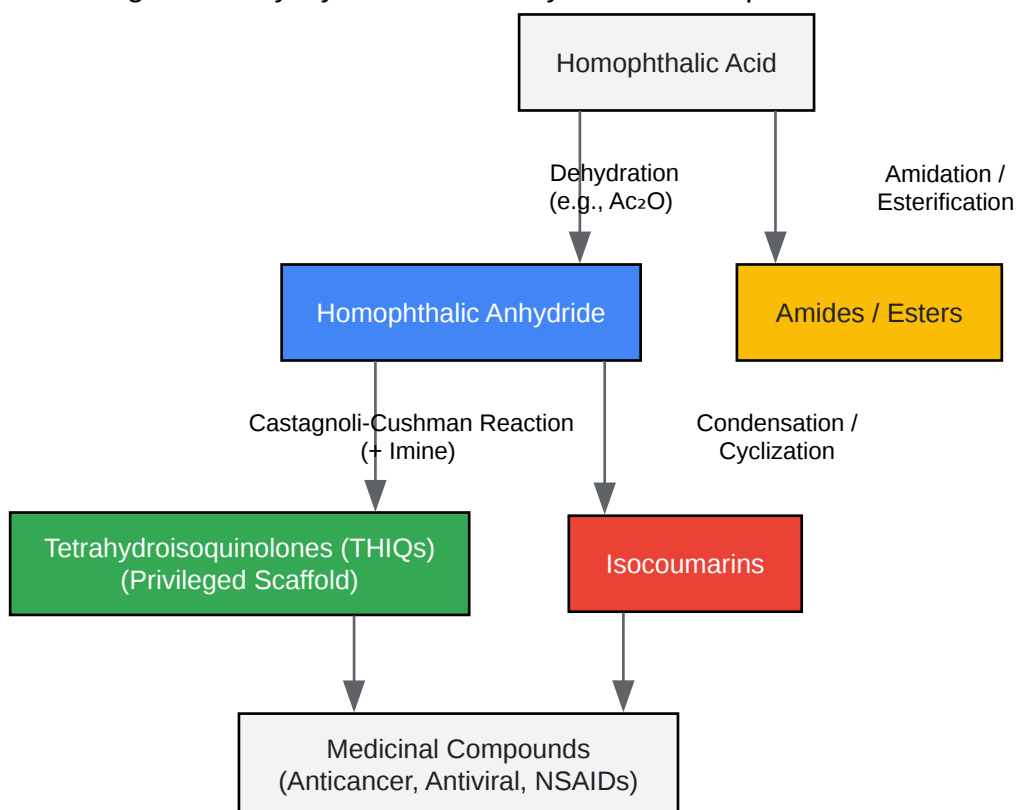 Homophthalic Acid
Dehydration
(e.g., Ac₂O)
Amidation /
Esterification
Homophthalic Anhydride
Amides / Esters
Castagnoli-Cushman Reaction
(+ Imine)
Condensation /
Cyclization
Tetrahydroisoquinolones (THIQs)
(Privileged Scaffold)
Isocoumarins
Medicinal Compounds
(Anticancer, Antiviral, NSAIDs)